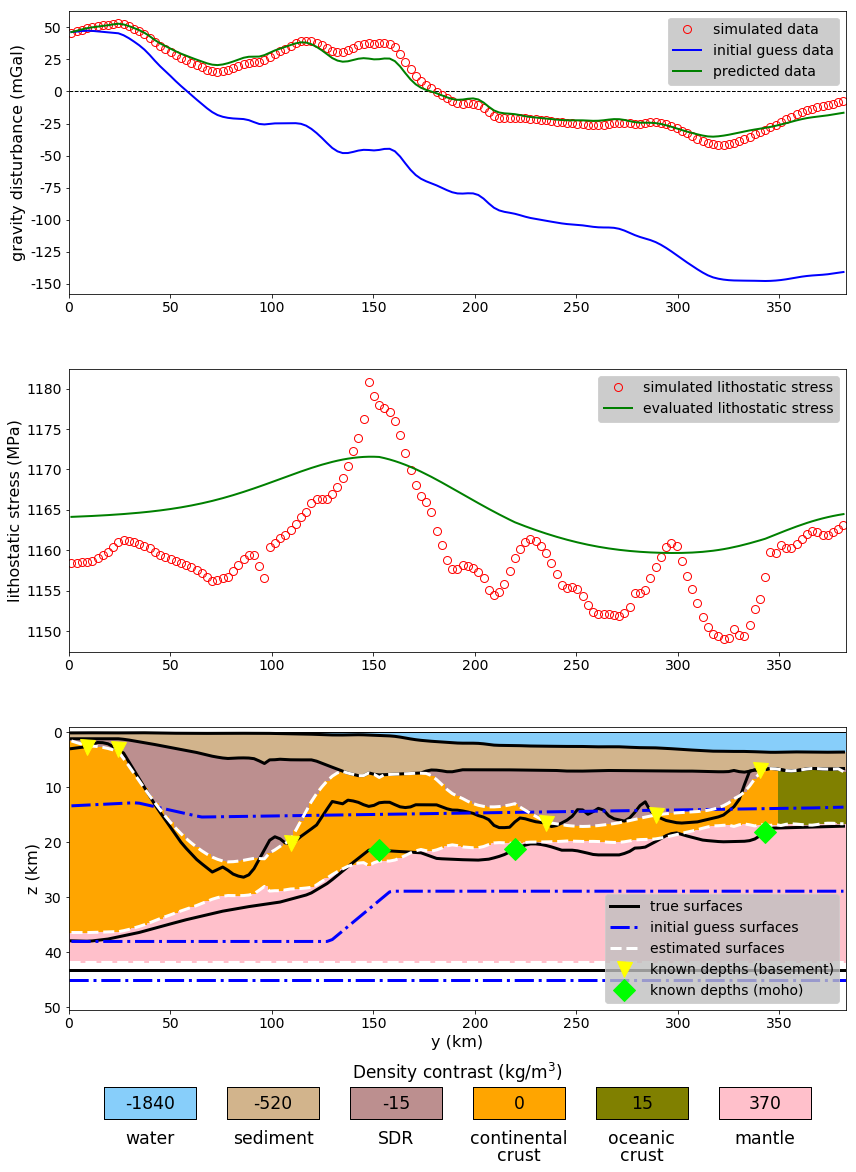 50
25
0
-25
-50
-75
-100
-125
-150
gravity disturbance (mGal)
simulated data
initial guess data
predicted data
0 50 100 150 200 250 300 350
1180
1175
1170
1165
1160
1155
1150
lithostatic stress (MPa)
simulated lithostatic stress
evaluated lithostatic stress
0 50 100 150 200 250 300 350
0
10
20
30
40
50
z (km)
true surfaces
initial guess surfaces
estimated surfaces
known depths (basement)
known depths (moho)
0 50 100 150 200 250 300 350
y (km)
Density contrast (kg/m³)
-1840 -520 -15 0 15 370
water sediment SDR continental oceanic mantle
crust crust